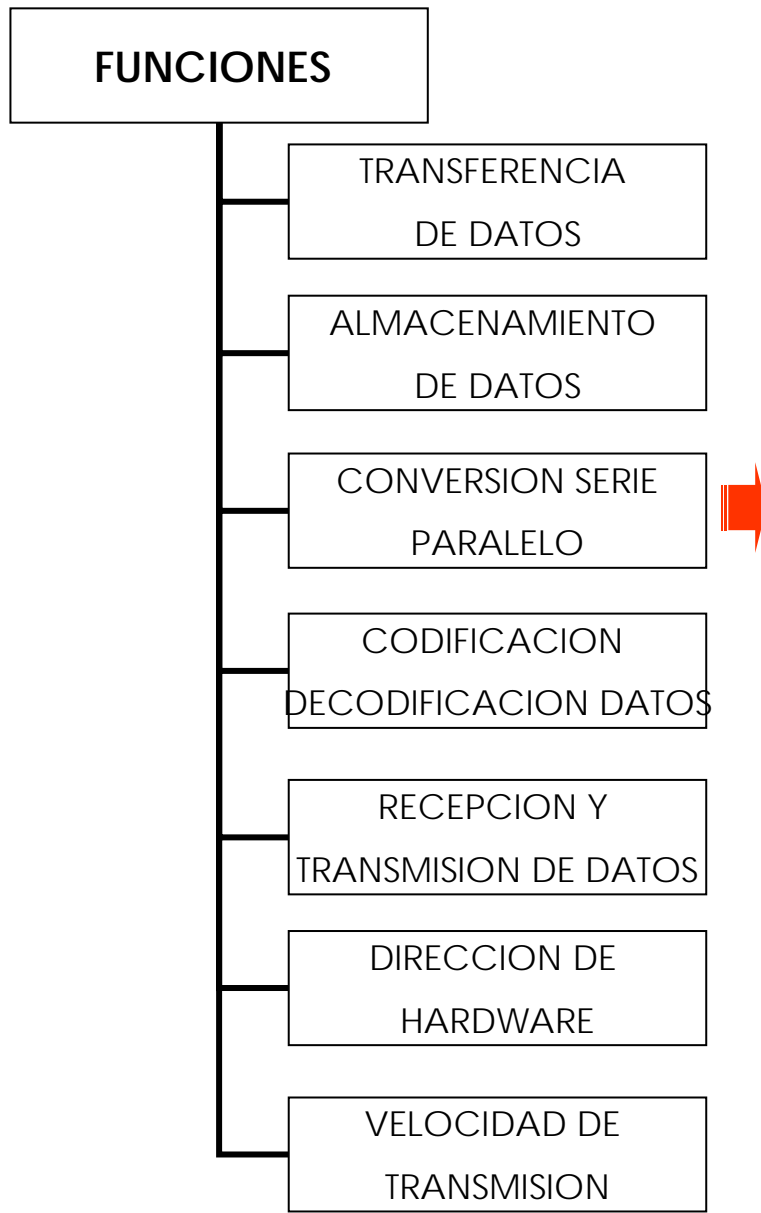 FUNCIONES
TRANSFERENCIA
DE DATOS
ALMACENAMIENTO
DE DATOS
CONVERSION SERIE
PARALELO
CODIFICACION
DECODIFICACION DATOS
RECEPCION Y
TRANSMISION DE DATOS
DIRECCION DE
HARDWARE
VELOCIDAD DE
TRANSMISION